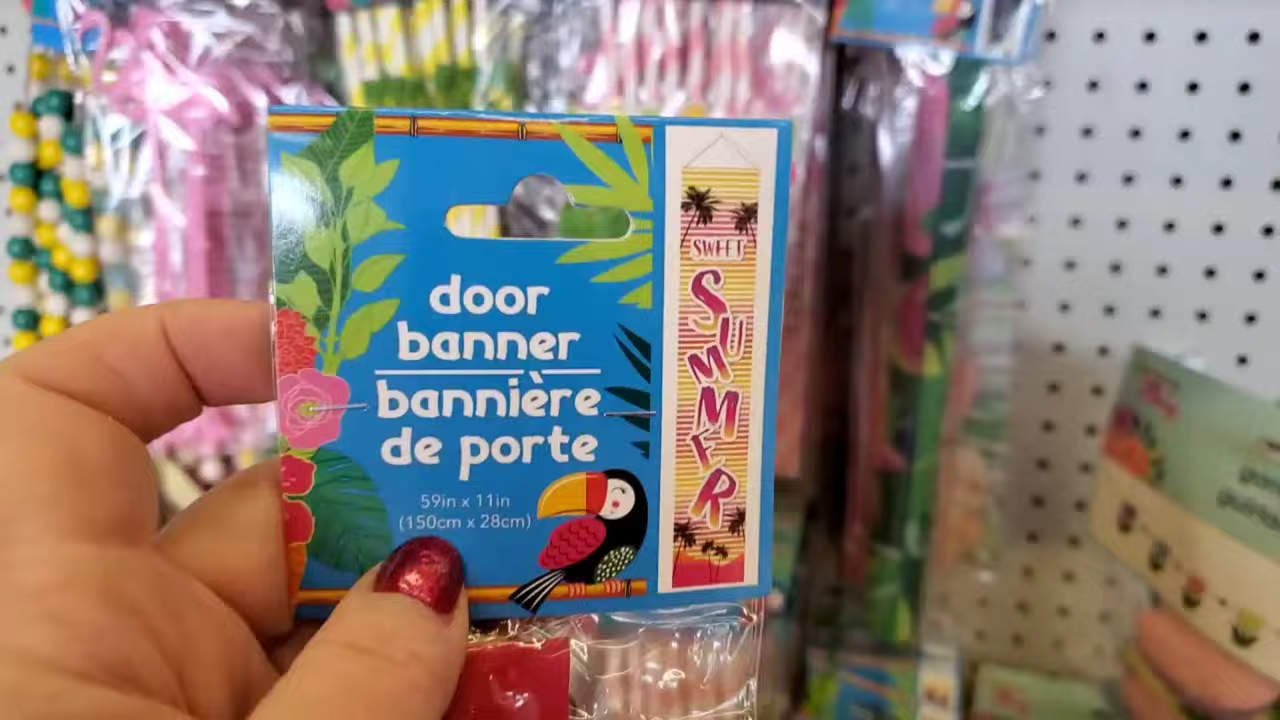 door
banner
bannière
de porte
59in x 11in
(150cm x 28cm)
SWEET
SUMMER